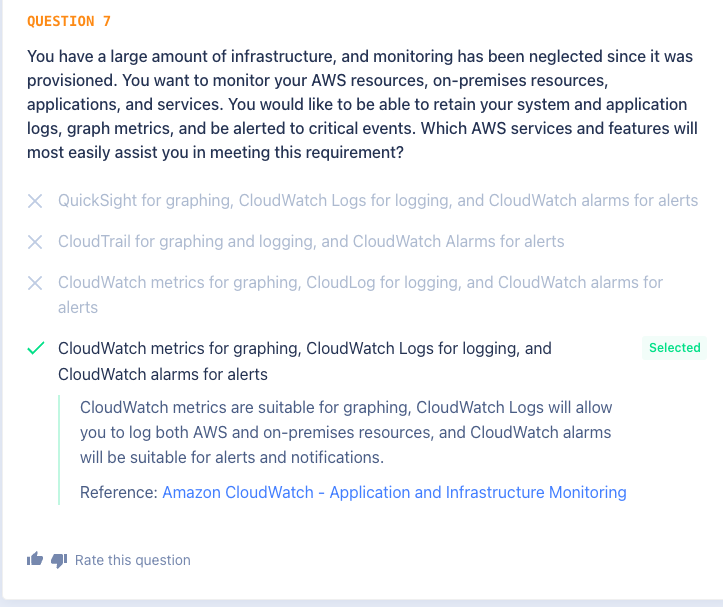 QUESTION 7
You have a large amount of infrastructure, and monitoring has been neglected since it was
provisioned. You want to monitor your AWS resources, on-premises resources,
applications, and services. You would like to be able to retain your system and application
logs, graph metrics, and be alerted to critical events. Which AWS services and features will
most easily assist you in meeting this requirement?
QuickSight for graphing, CloudWatch Logs for logging, and CloudWatch alarms for alerts
CloudTrail for graphing and logging, and CloudWatch Alarms for alerts
CloudWatch metrics for graphing, CloudLog for logging, and CloudWatch alarms for
alerts
CloudWatch metrics for graphing, CloudWatch Logs for logging, and
CloudWatch alarms for alerts
Selected
CloudWatch metrics are suitable for graphing, CloudWatch Logs will allow
you to log both AWS and on-premises resources, and CloudWatch alarms
will be suitable for alerts and notifications.
Reference: Amazon CloudWatch - Application and Infrastructure Monitoring
Rate this question